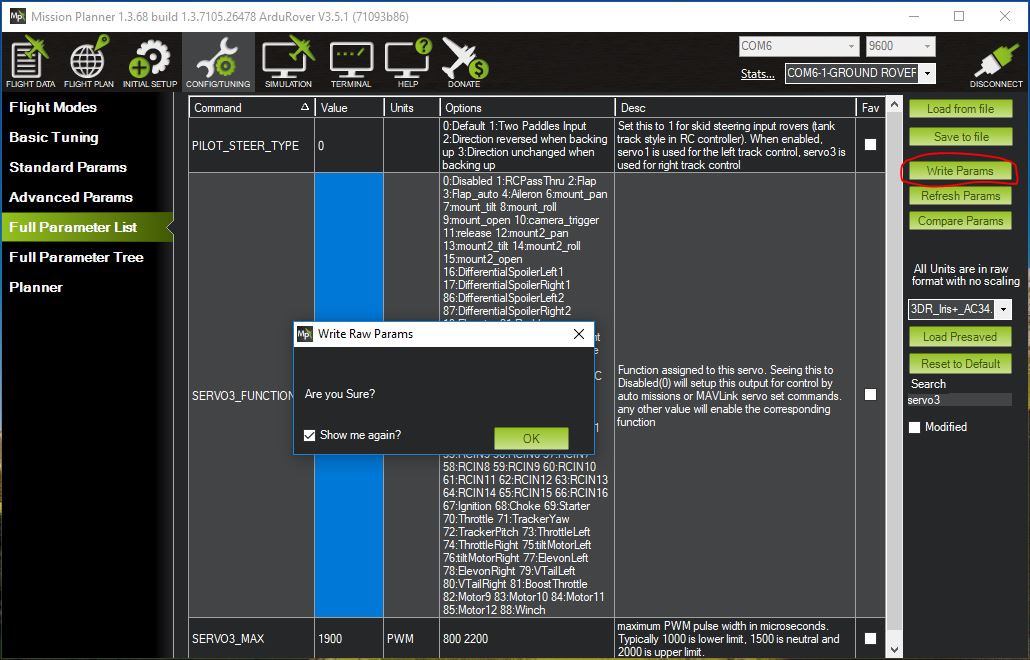 Mission Planner 1.3.68 build 1.3.7105.26478 ArduRover V3.5.1 (71093b86)
FLIGHT DATA
FLIGHT PLAN
INITIAL SETUP
CONFIG/TUNING
SIMULATION
TERMINAL
HELP
DONATE
COM6
9600
Stats...
COM6-1-GROUND ROVEF
DISCONNECT
Flight Modes
Basic Tuning
Standard Params
Advanced Params
Full Parameter List
Full Parameter Tree
Planner
Command
Value
Units
Options
Desc
Fav
PILOT_STEER_TYPE
0
0:Default 1:Two Paddles Input
2:Direction reversed when backing
up 3:Direction unchanged when
backing up
Set this to 1 for skid steering input rovers (tank
track style in RC controller). When enabled,
servo1 is used for the left track control, servo3 is
used for right track control
SERVO3_FUNCTION
0:Disabled 1:RCPassThru 2:Flap
3:Flap_auto 4:Aileron 6:mount_pan
7:mount_tilt 8:mount_roll
9:mount_open 10:camera_trigger
11:release 12:mount2_pan
13:mount2_tilt 14:mount2_roll
15:mount2_open
16:DifferentialSpoilerLeft1
17:DifferentialSpoilerRight1
86:DifferentialSpoilerLeft2
87:DifferentialSpoilerRight2
58:RCIN8 59:RCIN9 60:RCIN10
61:RCIN11 62:RCIN12 63:RCIN13
64:RCIN14 65:RCIN15 66:RCIN16
67:Ignition 68:Choke 69:Starter
70:Throttle 71:TrackerYaw
72:TrackerPitch 73:ThrottleLeft
74:ThrottleRight 75:tiltMotorLeft
76:tiltMotorRight 77:ElevonLeft
78:ElevonRight 79:VTailLeft
80:VTailRight 81:BoostThrottle
82:Motor9 83:Motor10 84:Motor11
85:Motor12 88:Winch
Function assigned to this servo. Seeing this to
Disabled(0) will setup this output for control by
auto missions or MAVLink servo set commands.
any other value will enable the corresponding
function
SERVO3_MAX
1900
PWM
800 2200
maximum PWM pulse width in microseconds.
Typically 1000 is lower limit, 1500 is neutral and
2000 is upper limit.
Write Raw Params
Are you Sure?
Show me again?
OK
Load from file
Save to file
Write Params
Refresh Params
Compare Params
All Units are in raw
format with no scaling
3DR_Iris+_AC34.
Load Presaved
Reset to Default
Search
servo3
Modified